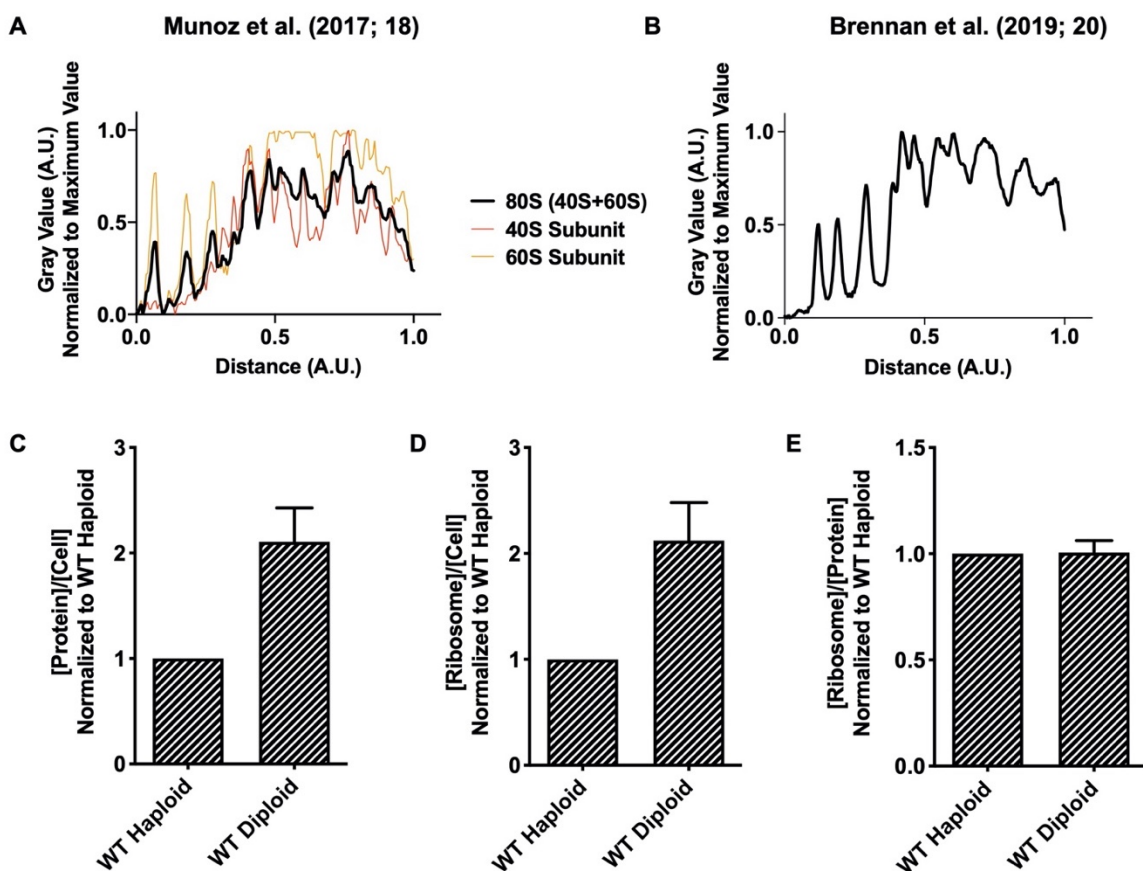 A
Munoz et al. (2017; 18)
Gray Value (A.U.)
Normalized to Maximum Value
1.0
0.5
0.0
0.0
0.5
1.0
Distance (A.U.)
80S (40S+60S)
40S Subunit
60S Subunit
B
Brennan et al. (2019; 20)
Gray Value (A.U.)
Normalized to Maximum Value
1.0
0.5
0.0
0.0
0.5
1.0
Distance (A.U.)
C
[Protein]/[Cell]
Normalized to WT Haploid
3
2
1
0
WT Haploid
WT Diploid
D
[Ribosome]/[Cell]
Normalized to WT Haploid
3
2
1
0
WT Haploid
WT Diploid
E
[Ribosome]/[Protein]
Normalized to WT Haploid
1.5
1.0
0.5
0.0
WT Haploid
WT Diploid